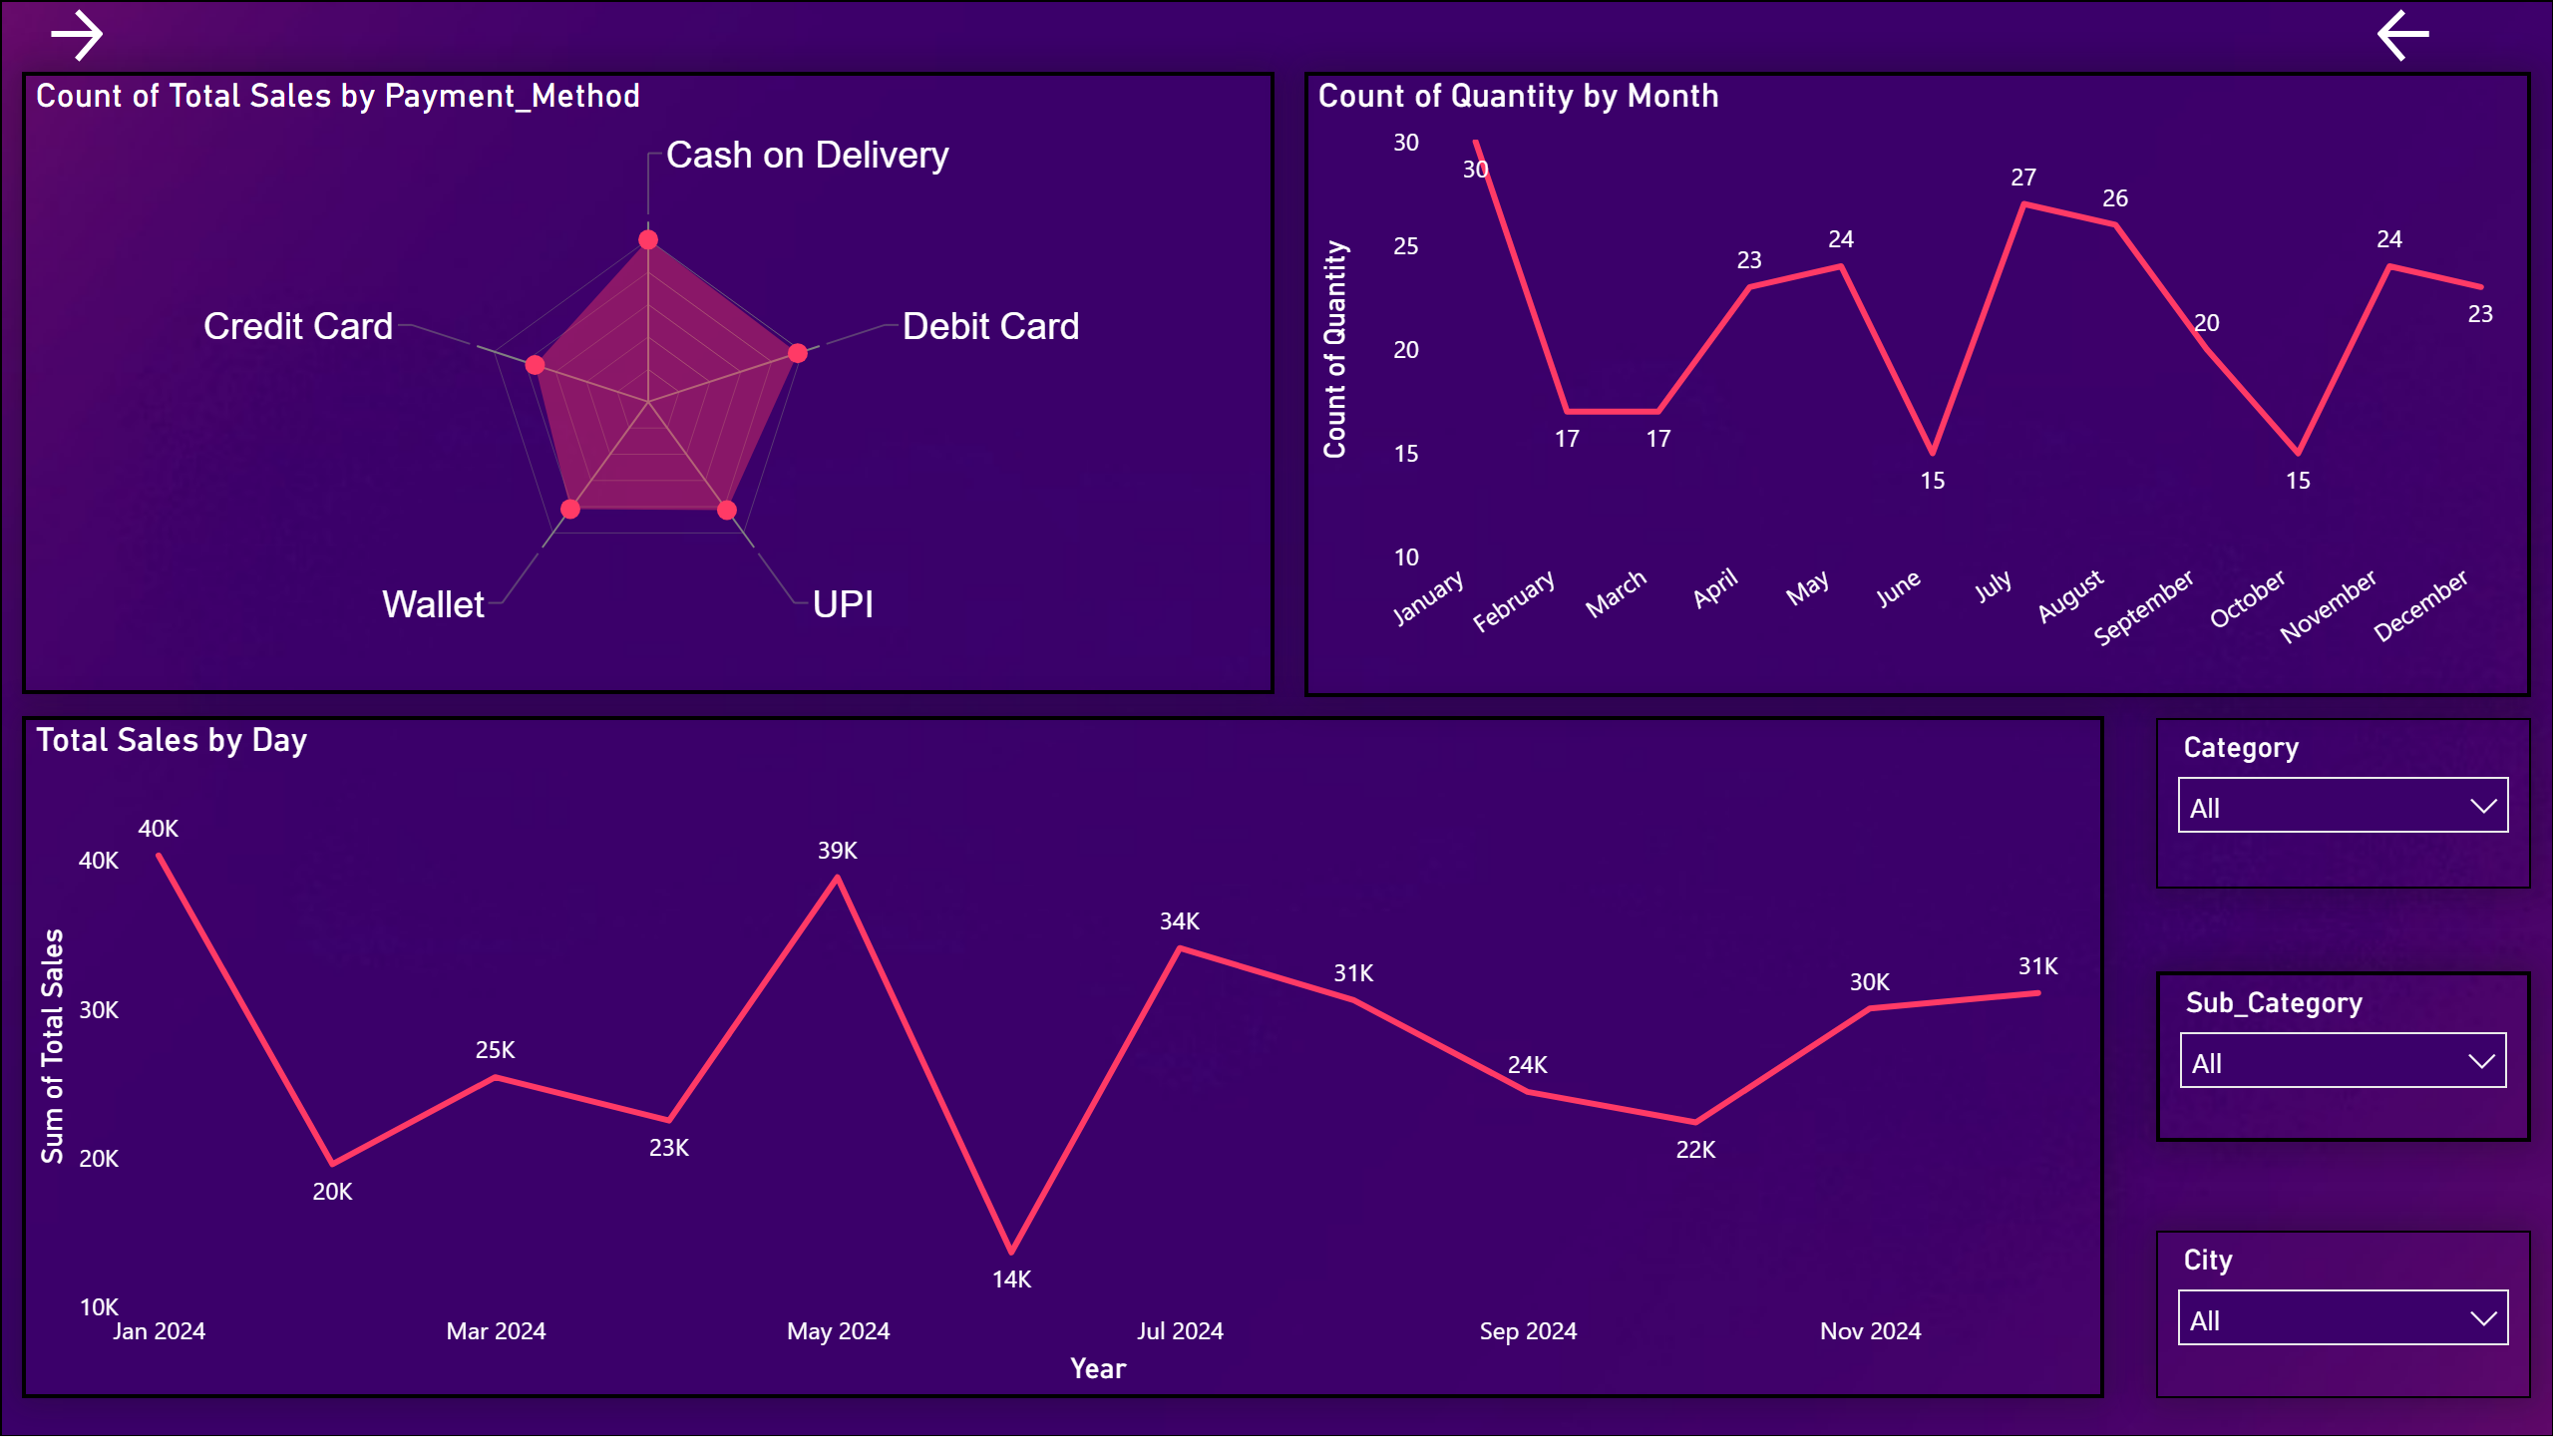 Count of Total Sales by Payment_Method
Cash on Delivery
Credit Card
Debit Card
Wallet
UPI
Count of Quantity by Month
Count of Quantity
30
25
20
15
10
30
17
17
23
24
15
27
26
20
15
24
23
January
February
March
April
May
June
July
August
September
October
November
December
Total Sales by Day
Sum of Total Sales
40K
30K
20K
10K
40K
20K
25K
23K
39K
14K
34K
31K
24K
22K
30K
31K
Jan 2024
Mar 2024
May 2024
Jul 2024
Sep 2024
Nov 2024
Year
Category
All
Sub_Category
All
City
All